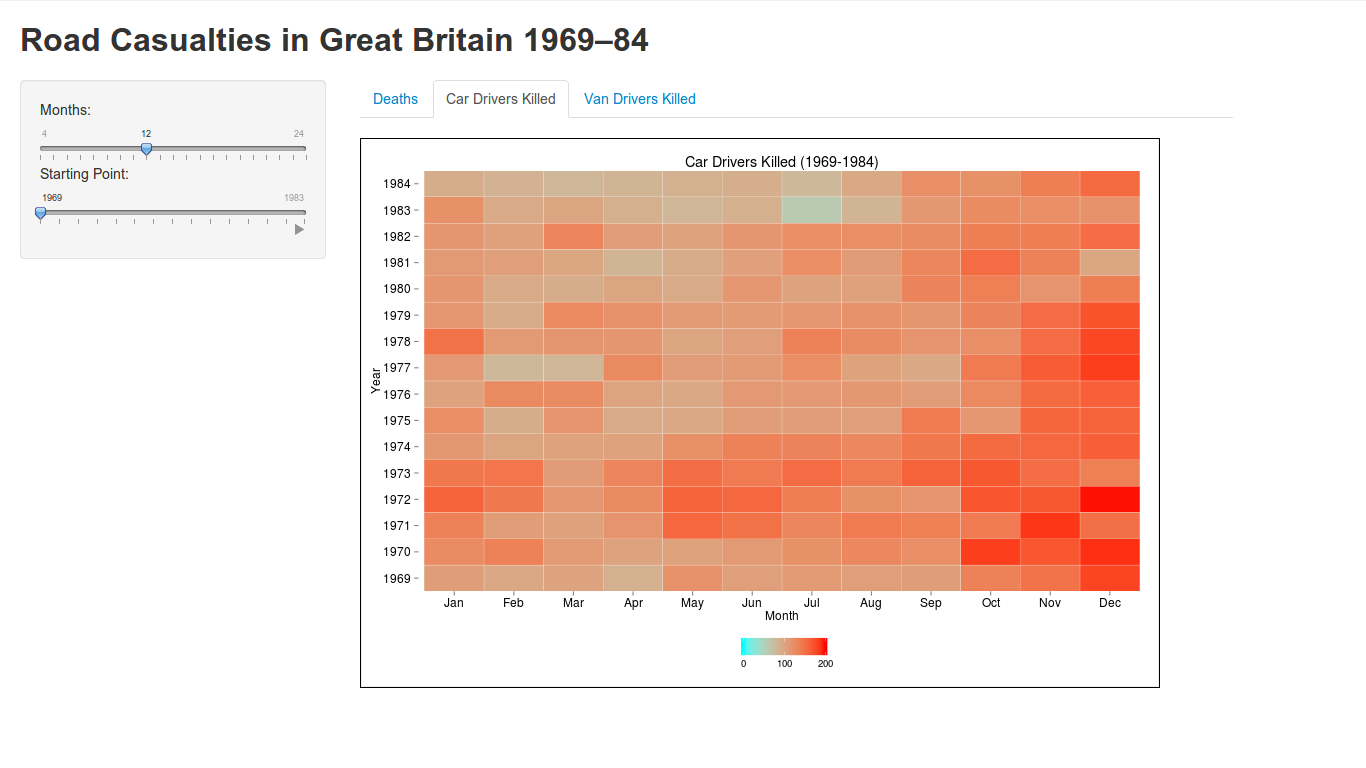 Road Casualties in Great Britain 1969–84
Months:
4 12 24
Starting Point:
1969 1983
Deaths Car Drivers Killed Van Drivers Killed
Car Drivers Killed (1969-1984)
Year
1984
1983
1982
1981
1980
1979
1978
1977
1976
1975
1974
1973
1972
1971
1970
1969
Jan Feb Mar Apr May Jun Jul Aug Sep Oct Nov Dec
Month
0 100 200